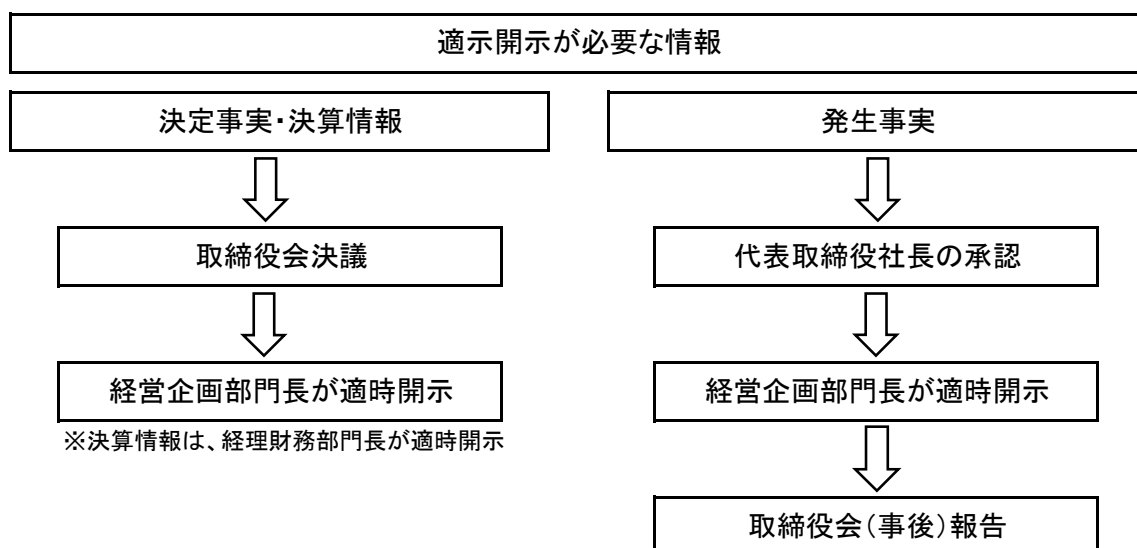 適示開示が必要な情報
決定事実・決算情報
取締役会決議
経営企画部門長が適時開示
※決算情報は、経理財務部門長が適時開示
発生事実
代表取締役社長の承認
経営企画部門長が適時開示
取締役会(事後)報告